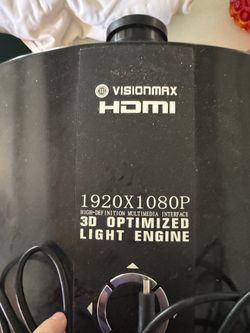 VISIONMAX
HDMI
1920X1080P
HIGH-DEFINITION MULTIMEDIA INTERFACE
3D OPTIMIZED
LIGHT ENGINE